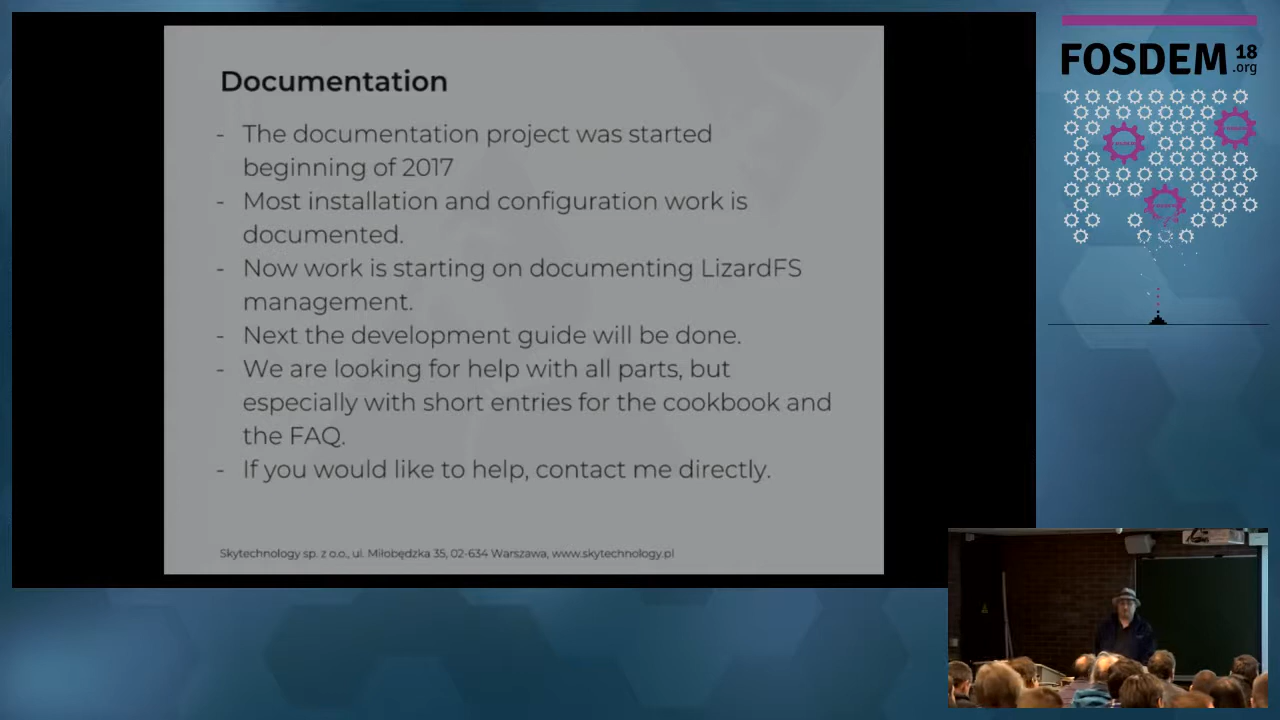 Documentation
- The documentation project was started
beginning of 2017
- Most installation and configuration work is
documented.
- Now work is starting on documenting LizardFS
management.
- Next the development guide will be done.
- We are looking for help with all parts, but
especially with short entries for the cookbook and
the FAQ.
- If you would like to help, contact me directly.
Skytechnology sp. z o.o., ul. Miłobędzka 35, 02-634 Warszawa, www.skytechnology.pl
FOSDEM 18
.org